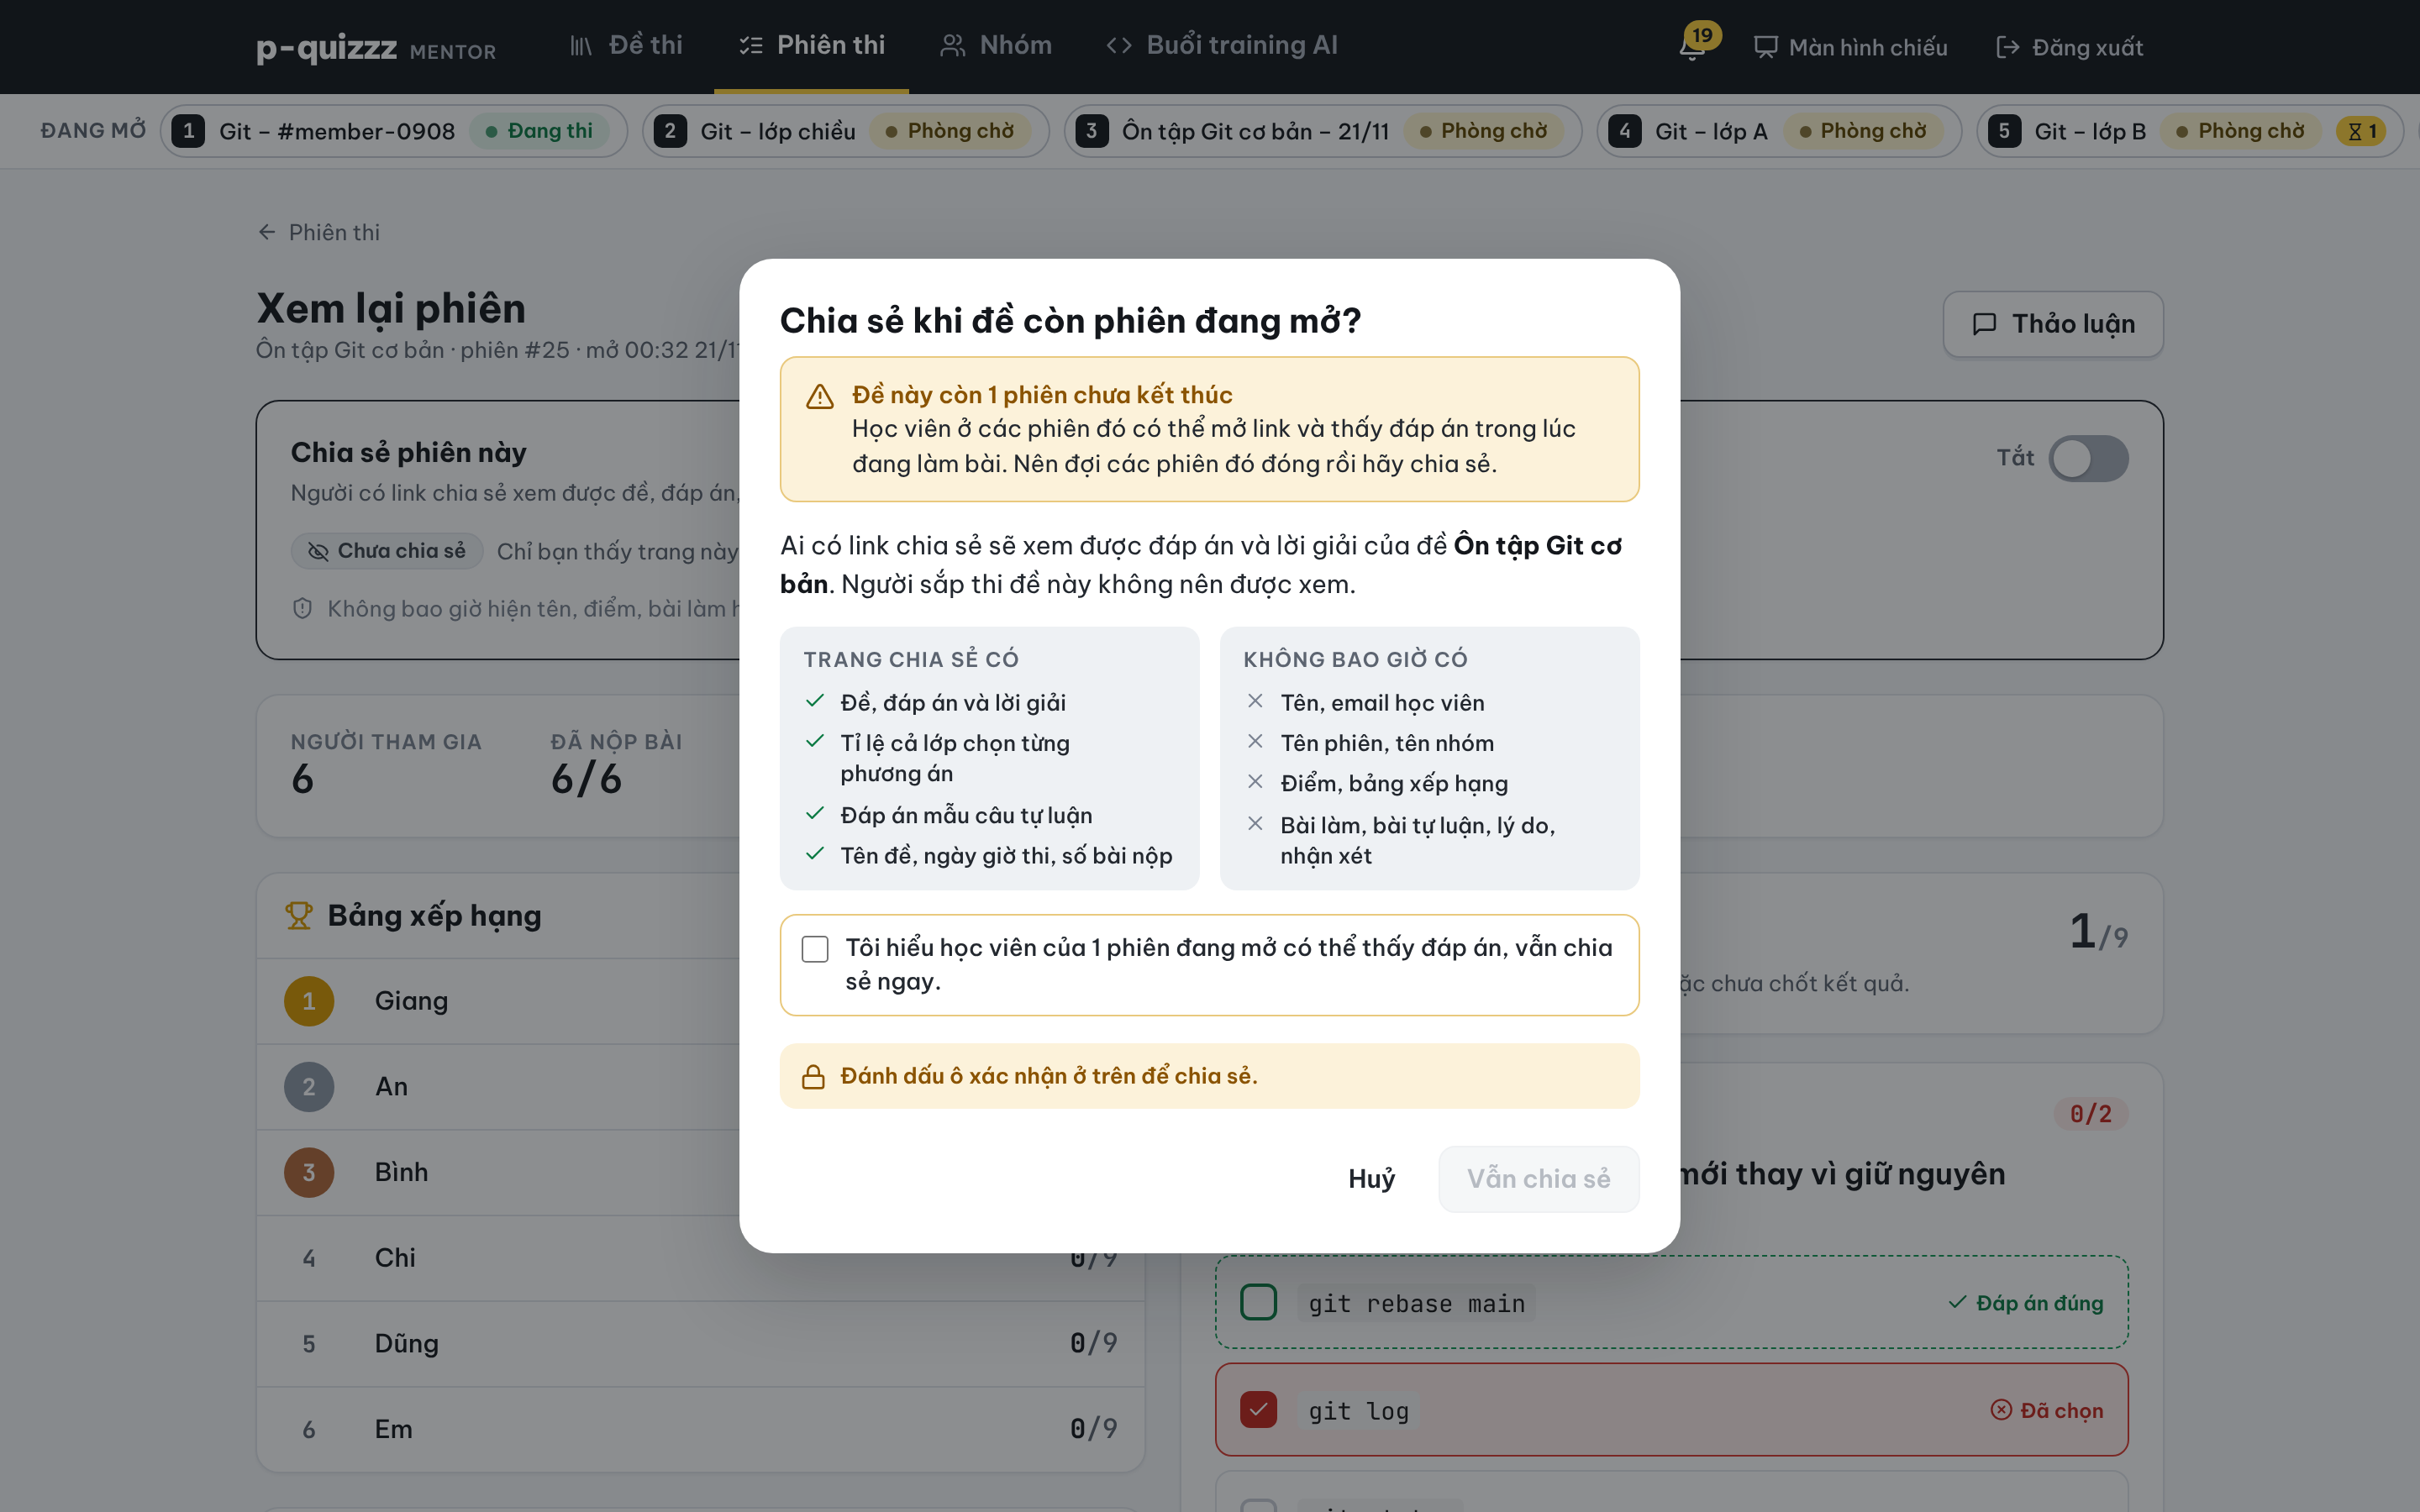 p-quizzz MENTOR
Đề thi
Phiên thi
Nhóm
Buổi training AI
19
Màn hình chiếu
Đăng xuất
ĐANG MỞ
1 Git – #member-0908 Đang thi
2 Git – lớp chiều Phòng chờ
3 Ôn tập Git cơ bản – 21/11 Phòng chờ
4 Git – lớp A Phòng chờ
5 Git – lớp B Phòng chờ 1
Phiên thi
Xem lại phiên
Ôn tập Git cơ bản · phiên #25 · mở 00:32 21/11
Thảo luận
Chia sẻ phiên này
Người có link chia sẻ xem được đề, đáp án,
Tắt
Chưa chia sẻ Chỉ bạn thấy trang này
Không bao giờ hiện tên, điểm, bài làm
NGƯỜI THAM GIA
6
ĐÃ NỘP BÀI
6/6
Bảng xếp hạng
1 Giang
2 An
3 Bình
4 Chi 0/9
5 Dũng 0/9
6 Em 0/9
Chia sẻ khi đề còn phiên đang mở?
Đề này còn 1 phiên chưa kết thúc
Học viên ở các phiên đó có thể mở link và thấy đáp án trong lúc
đang làm bài. Nên đợi các phiên đó đóng rồi hãy chia sẻ.
Ai có link chia sẻ sẽ xem được đáp án và lời giải của đề Ôn tập Git cơ
bản. Người sắp thi đề này không nên được xem.
TRANG CHIA SẺ CÓ
Đề, đáp án và lời giải
Tỉ lệ cả lớp chọn từng
phương án
Đáp án mẫu câu tự luận
Tên đề, ngày giờ thi, số bài nộp
KHÔNG BAO GIỜ CÓ
Tên, email học viên
Tên phiên, tên nhóm
Điểm, bảng xếp hạng
Bài làm, bài tự luận, lý do,
nhận xét
Tôi hiểu học viên của 1 phiên đang mở có thể thấy đáp án, vẫn chia
sẻ ngay.
Đánh dấu ô xác nhận ở trên để chia sẻ.
Huỷ
Vẫn chia sẻ
1/9
chưa chốt kết quả.
0/2
mới thay vì giữ nguyên
git rebase main Đáp án đúng
git log Đã chọn